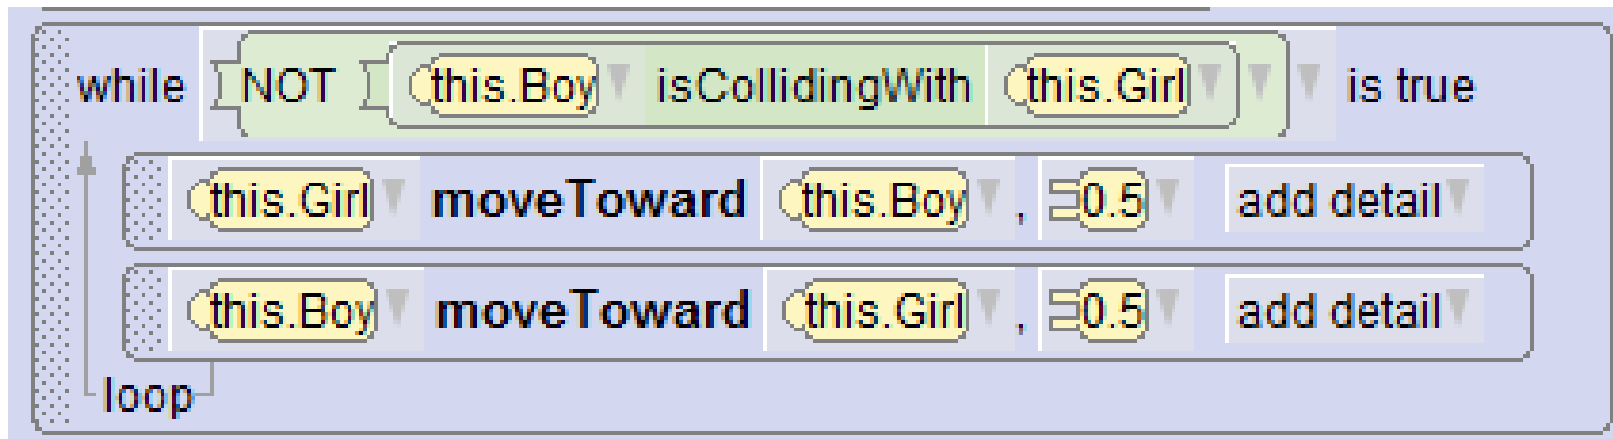 while NOT this.Boy isCollidingWith this.Girl is true
this.Girl moveToward this.Boy , 0.5 add detail
this.Boy moveToward this.Girl , 0.5 add detail
loop